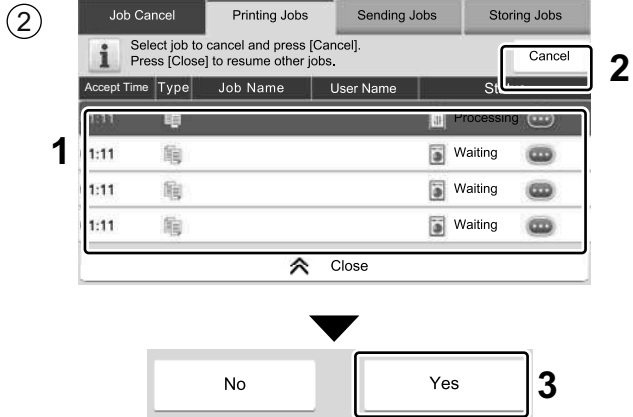 2
Job Cancel Printing Jobs Sending Jobs Storing Jobs
Select job to cancel and press [Cancel].
Press [Close] to resume other jobs.
Cancel
2
Accept Time Type Job Name User Name
1
1:11 Processing
1:11 Waiting
1:11 Waiting
1:11 Waiting
Close
No Yes 3